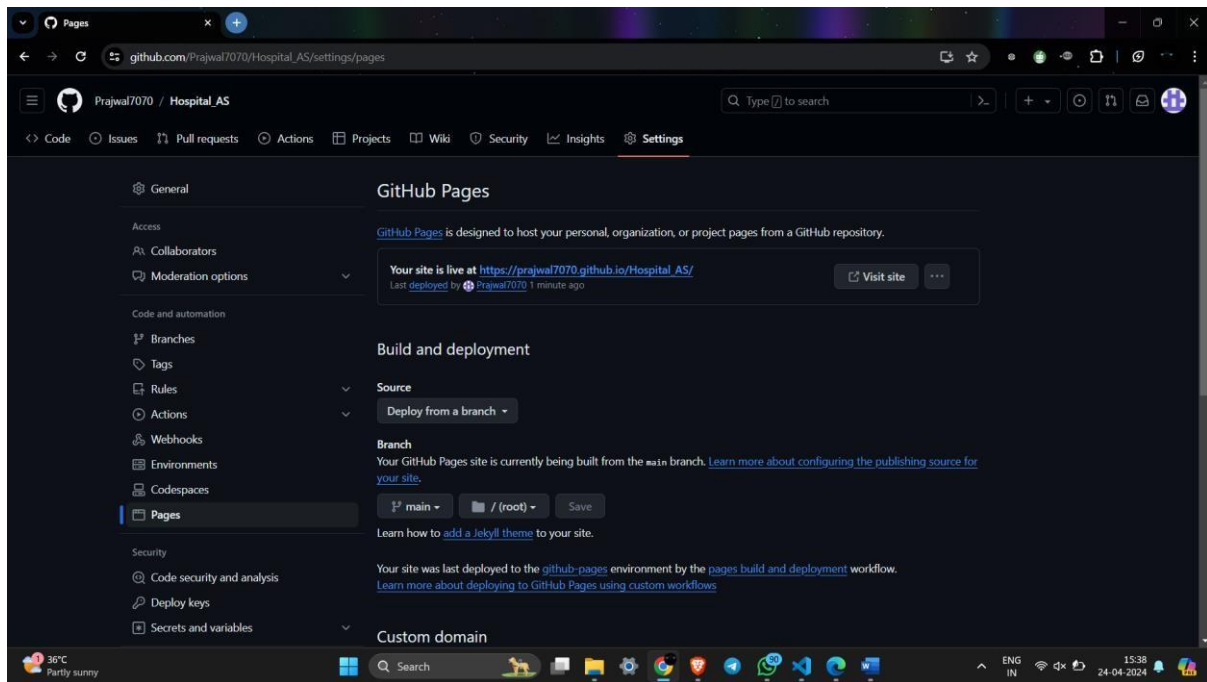 Pages
github.com/Prajwal7070/Hospital_AS/settings/pages
Prajwal7070 / Hospital_AS
Type / to search
Code Issues Pull requests Actions Projects Wiki Security Insights Settings
General
Access
Collaborators
Moderation options
Code and automation
Branches
Tags
Rules
Actions
Webhooks
Environments
Codespaces
Pages
Security
Code security and analysis
Deploy keys
Secrets and variables
GitHub Pages
GitHub Pages is designed to host your personal, organization, or project pages from a GitHub repository.
Your site is live at https://prajwal7070.github.io/Hospital_AS/
Last deployed by Prajwal7070 1 minute ago
Visit site
Build and deployment
Source
Deploy from a branch
Branch
Your GitHub Pages site is currently being built from the main branch. Learn more about configuring the publishing source for
your site.
main / (root) Save
Learn how to add a Jekyll theme to your site.
Your site was last deployed to the github-pages environment by the pages build and deployment workflow.
Learn more about deploying to GitHub Pages using custom workflows
Custom domain
1
36°C
Partly sunny
Search
90
ENG
IN
15:38
24-04-2024